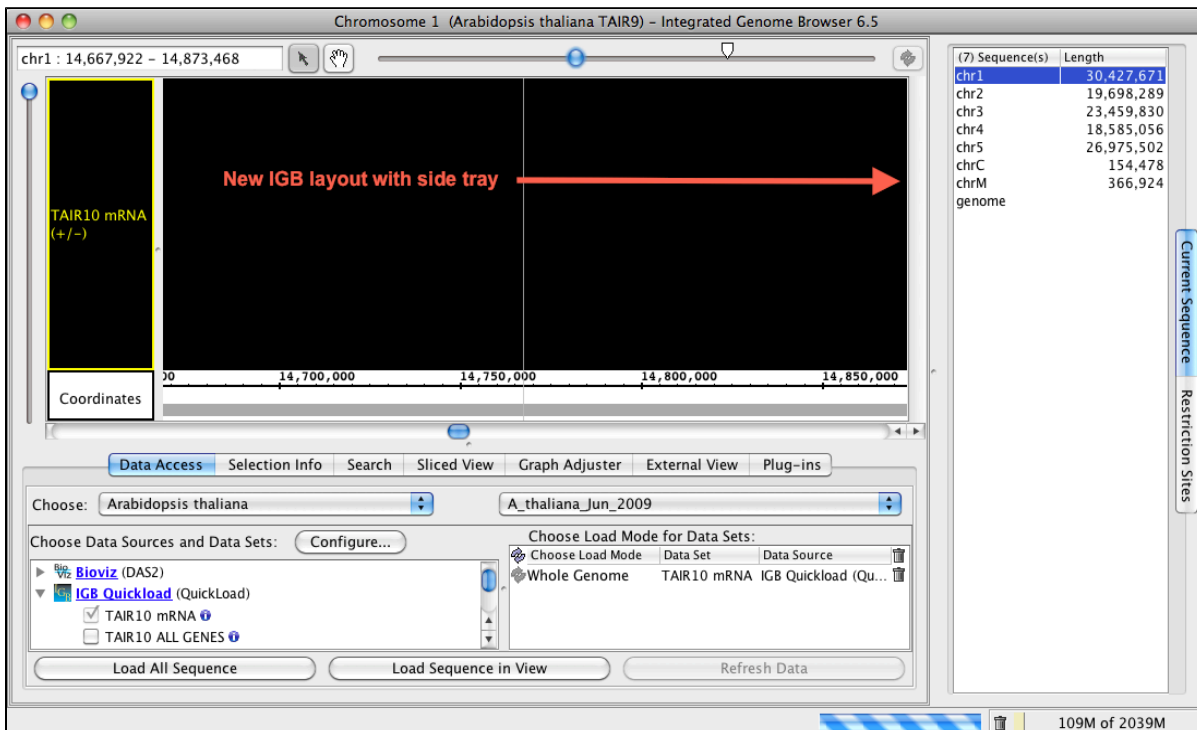 Chromosome 1 (Arabidopsis thaliana TAIR9) – Integrated Genome Browser 6.5
chr1 : 14,667,922 – 14,873,468
New IGB layout with side tray
TAIR10 mRNA
(+/-)
00 14,700,000 14,750,000 14,800,000 14,850,000
Coordinates
(7) Sequence(s) Length
chr1 30,427,671
chr2 19,698,289
chr3 23,459,830
chr4 18,585,056
chr5 26,975,502
chrC 154,478
chrM 366,924
genome
Current Sequence
Restriction Sites
Data Access Selection Info Search Sliced View Graph Adjuster External View Plug-ins
Choose: Arabidopsis thaliana A_thaliana_Jun_2009
Choose Data Sources and Data Sets: Configure...
Bioviz (DAS2)
IGB Quickload (QuickLoad)
TAIR10 mRNA
TAIR10 ALL GENES
Choose Load Mode for Data Sets:
Choose Load Mode Data Set Data Source
Whole Genome TAIR10 mRNA IGB Quickload (Qu...
Load All Sequence Load Sequence in View Refresh Data
109M of 2039M